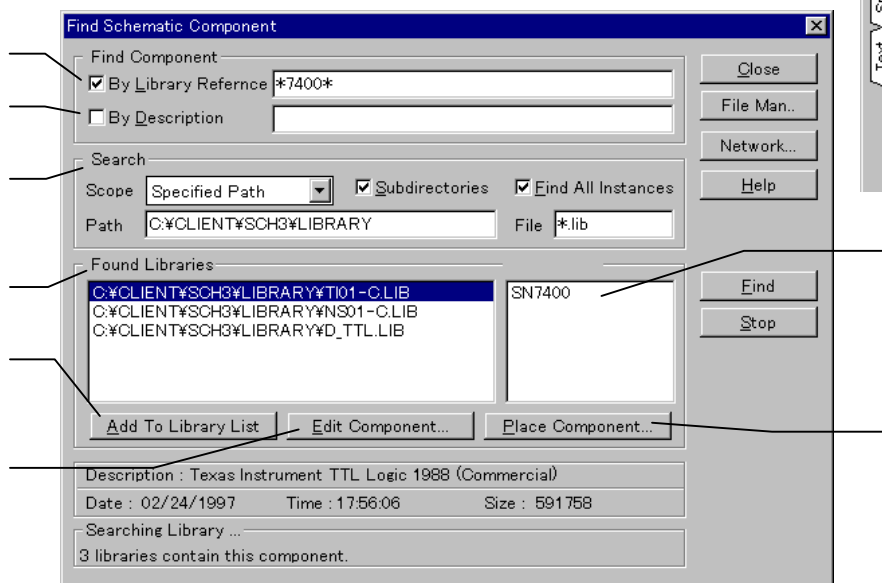 Find Schematic Component
Find Component
By Library Refernce *7400*
By Description
Close
File Man..
Network...
Help
Search
Scope Specified Path Subdirectories Find All Instances
Path C:¥CLIENT¥SCH3¥LIBRARY File *.lib
Found Libraries
C:¥CLIENT¥SCH3¥LIBRARY¥TI01-C.LIB
C:¥CLIENT¥SCH3¥LIBRARY¥NS01-C.LIB
C:¥CLIENT¥SCH3¥LIBRARY¥D_TTL.LIB
SN7400
Find
Stop
Add To Library List Edit Component... Place Component...
Description : Texas Instrument TTL Logic 1988 (Commercial)
Date : 02/24/1997 Time : 17:56:06 Size : 591758
Searching Library ...
3 libraries contain this component.
Text